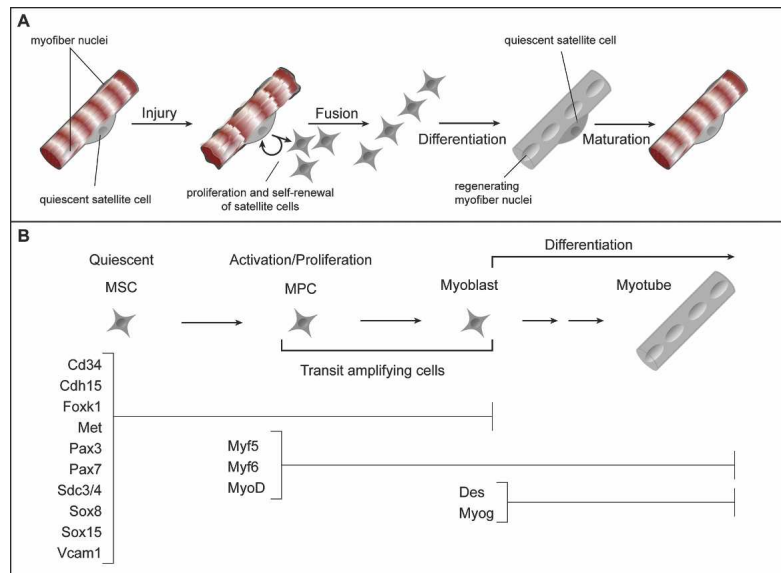 A
myofiber nuclei
quiescent satellite cell
Injury
Fusion
Differentiation
Maturation
quiescent satellite cell
proliferation and self-renewal
of satellite cells
regenerating
myofiber nuclei
B
Differentiation
Quiescent
Activation/Proliferation
MSC
MPC
Myoblast
Myotube
Transit amplifying cells
Cd34
Cdh15
Foxk1
Met
Pax3
Pax7
Sdc3/4
Sox8
Sox15
Vcam1
Myf5
Myf6
MyoD
Des
Myog